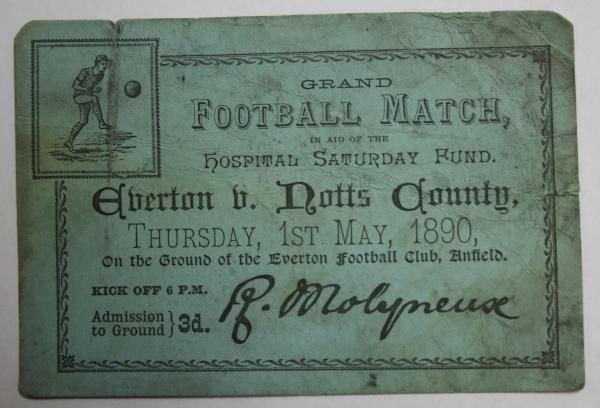 GRAND
FOOTBALL MATCH,
IN AID OF THE
HOSPITAL SATURDAY FUND.
Everton v. Notts County,
THURSDAY, 1ST MAY, 1890,
On the Ground of the Everton Football Club, Anfield.
KICK OFF 6 P.M.
Admission to Ground } 3d.
R. Molyneux